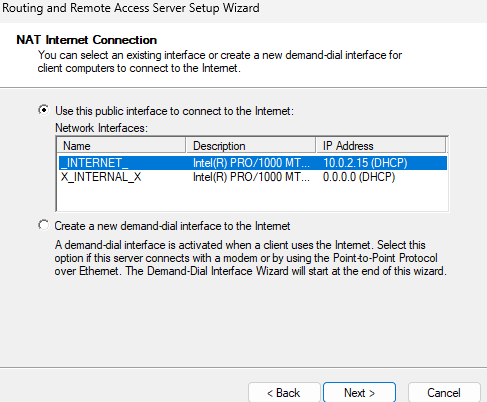 Routing and Remote Access Server Setup Wizard
NAT Internet Connection
You can select an existing interface or create a new demand-dial interface for
client computers to connect to the Internet.
Use this public interface to connect to the Internet:
Network Interfaces:
Name Description IP Address
_INTERNET_ Intel(R) PRO/1000 MT... 10.0.2.15 (DHCP)
X_INTERNAL_X Intel(R) PRO/1000 MT... 0.0.0.0 (DHCP)
Create a new demand-dial interface to the Internet
A demand-dial interface is activated when a client uses the Internet. Select this
option if this server connects with a modem or by using the Point-to-Point Protocol
over Ethernet. The Demand-Dial Interface Wizard will start at the end of this wizard.
< Back Next > Cancel